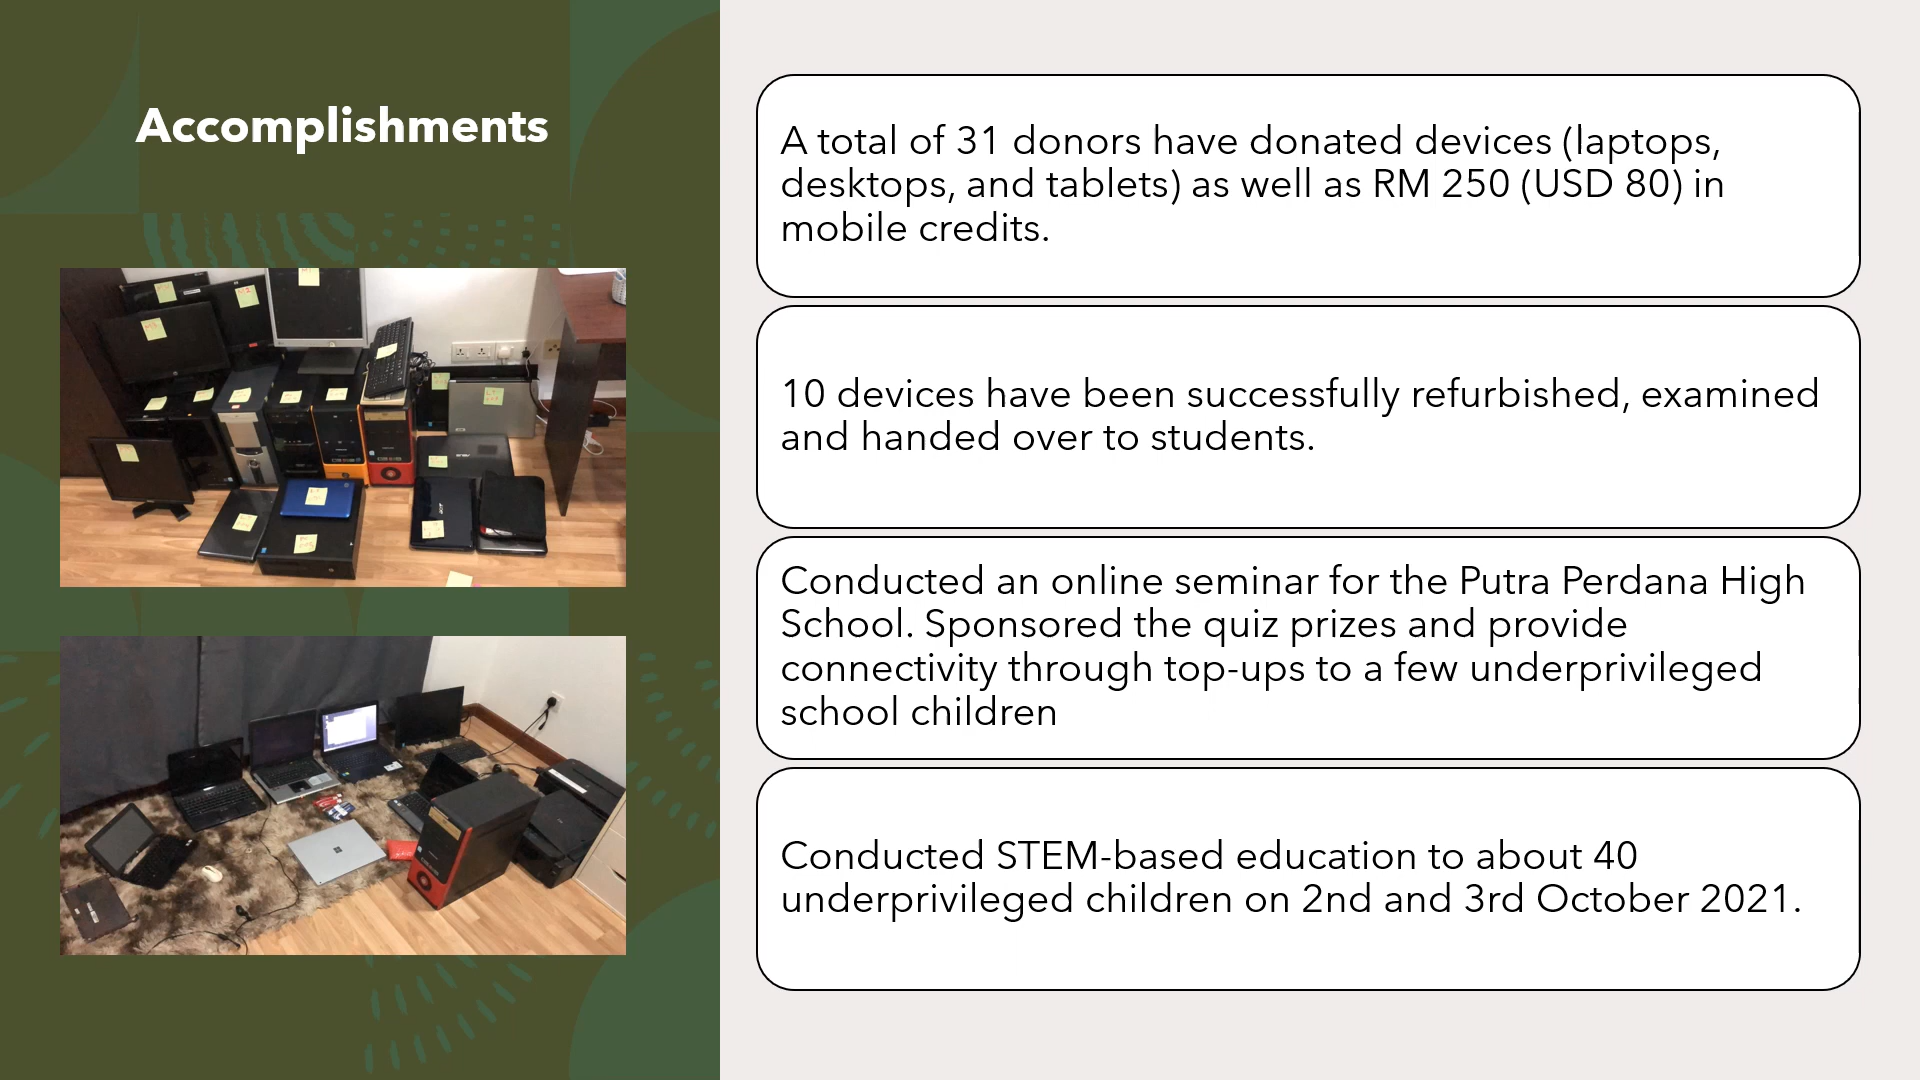 Accomplishments
A total of 31 donors have donated devices (laptops,
desktops, and tablets) as well as RM 250 (USD 80) in
mobile credits.
10 devices have been successfully refurbished, examined
and handed over to students.
Conducted an online seminar for the Putra Perdana High
School. Sponsored the quiz prizes and provide
connectivity through top-ups to a few underprivileged
school children
Conducted STEM-based education to about 40
underprivileged children on 2nd and 3rd October 2021.